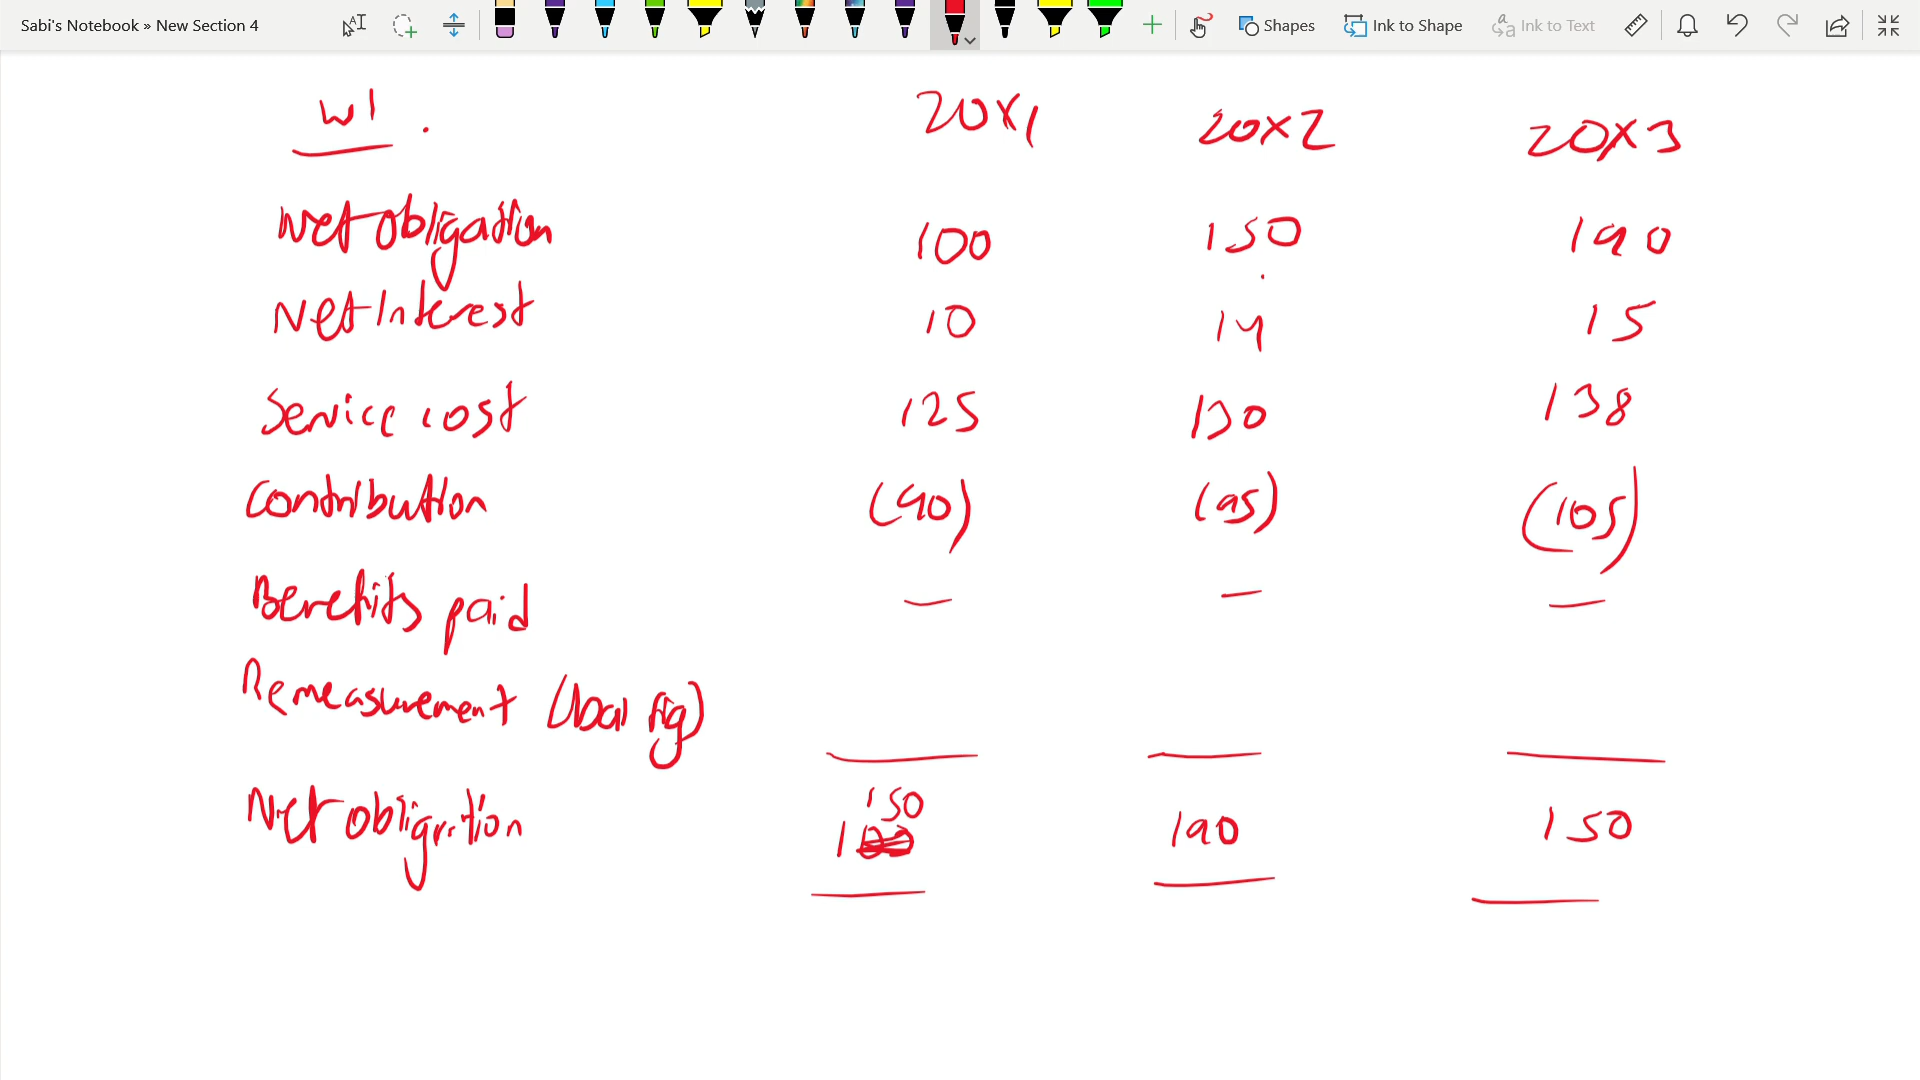 Sabi's Notebook » New Section 4 Shapes Ink to Shape Ink to Text
W1. 20X1 20X2 20X3
Net obligation 100 150 190
Net Interest 10 14 15
Service cost 125 130 138
Contribution (90) (95) (105)
Benefits paid — — —
Remeasurement (bal fig)
150
Net obligation 190 150